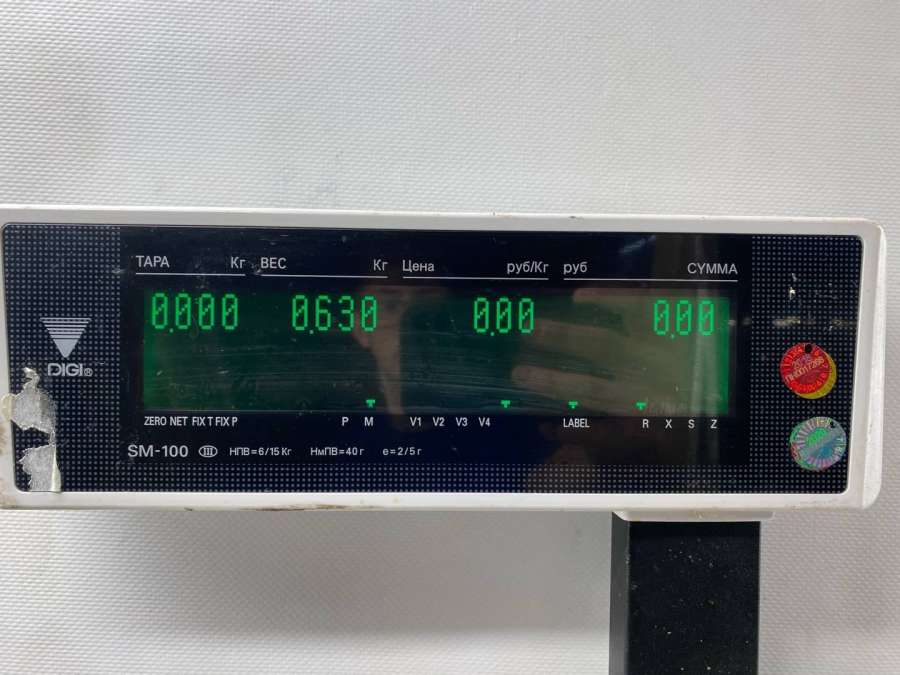 ТАРА Кг ВЕС Кг Цена руб/Кг руб СУММА
0.000 0.630 0.00 0.00
DIGI®
ZERO NET FIX T FIX P P M V1 V2 V3 V4 LABEL R X S Z
SM-100 III НПВ=6/15 Кг НмПВ=40 г e=2/5 г